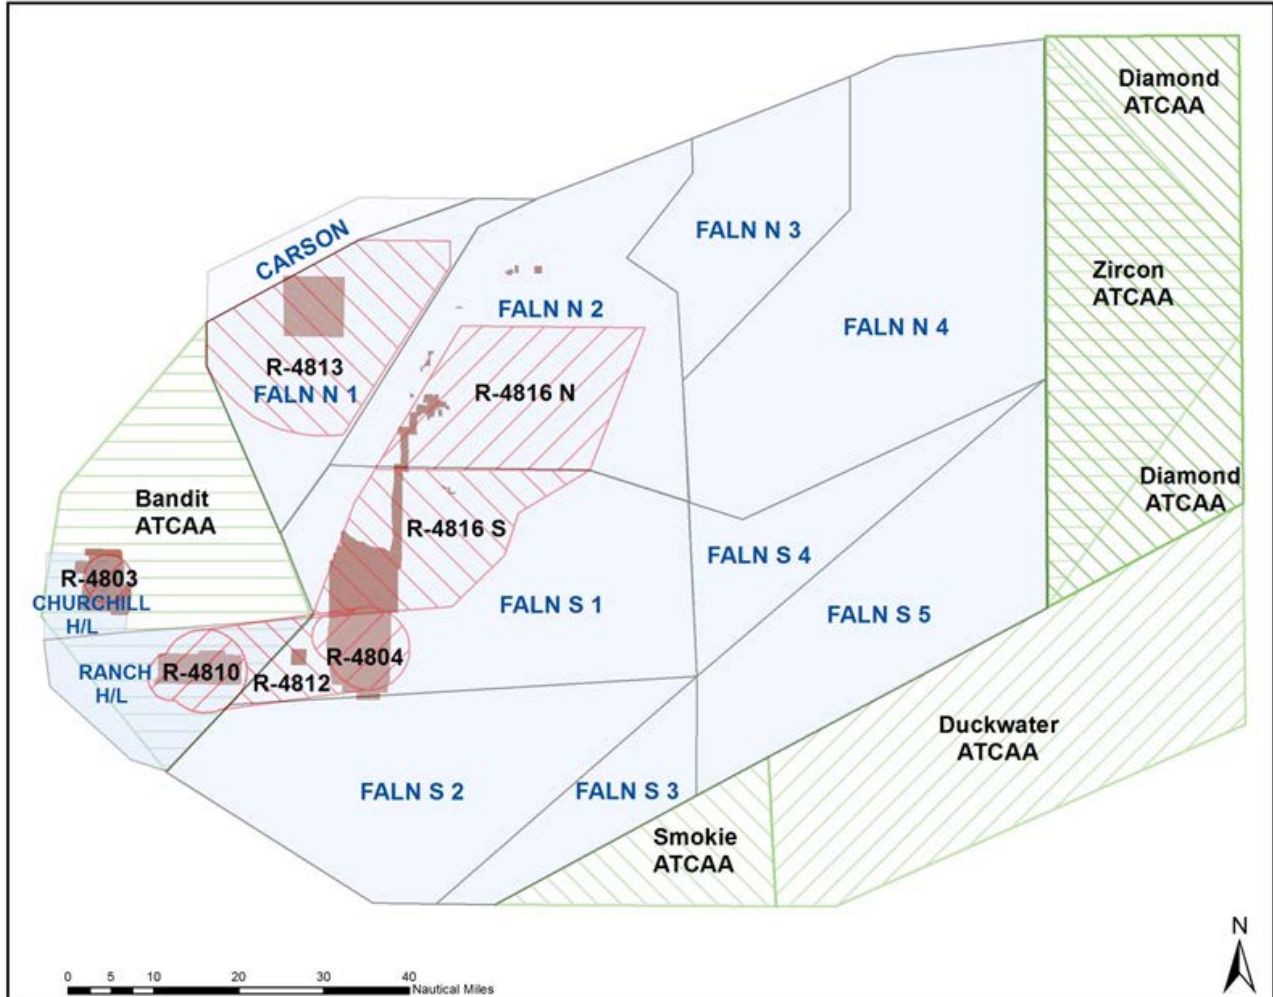 Diamond
ATCAA
CARSON
FALN N 3
Zircon
ATCAA
FALN N 2
FALN N 4
R-4813
FALN N 1
R-4816 N
Bandit
ATCAA
Diamond
ATCAA
R-4816 S
FALN S 4
R-4803
CHURCHILL
H/L
FALN S 1
FALN S 5
R-4804
RANCH
H/L
R-4810
R-4812
Duckwater
ATCAA
FALN S 2
FALN S 3
Smokie
ATCAA
N
0 5 10 20 30 40
Nautical Miles